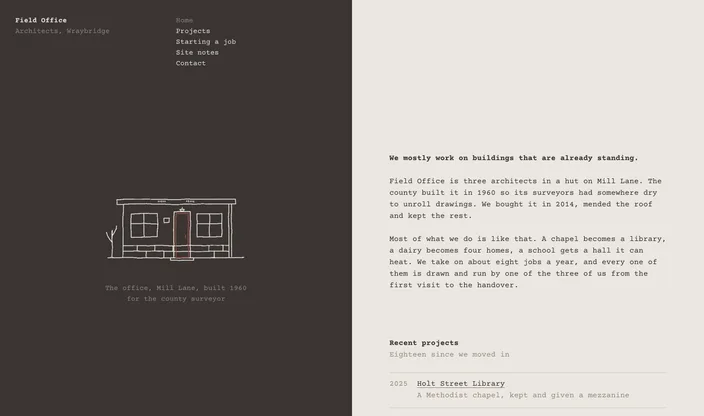 Field Office
Architects, Wraybridge
Home
Projects
Starting a job
Site notes
Contact
The office, Mill Lane, built 1960
for the county surveyor
We mostly work on buildings that are already standing.
Field Office is three architects in a hut on Mill Lane. The
county built it in 1960 so its surveyors had somewhere dry
to unroll drawings. We bought it in 2014, mended the roof
and kept the rest.
Most of what we do is like that. A chapel becomes a library,
a dairy becomes four homes, a school gets a hall it can
heat. We take on about eight jobs a year, and every one of
them is drawn and run by one of the three of us from the
first visit to the handover.
Recent projects
Eighteen since we moved in
2025 Holt Street Library
A Methodist chapel, kept and given a mezzanine